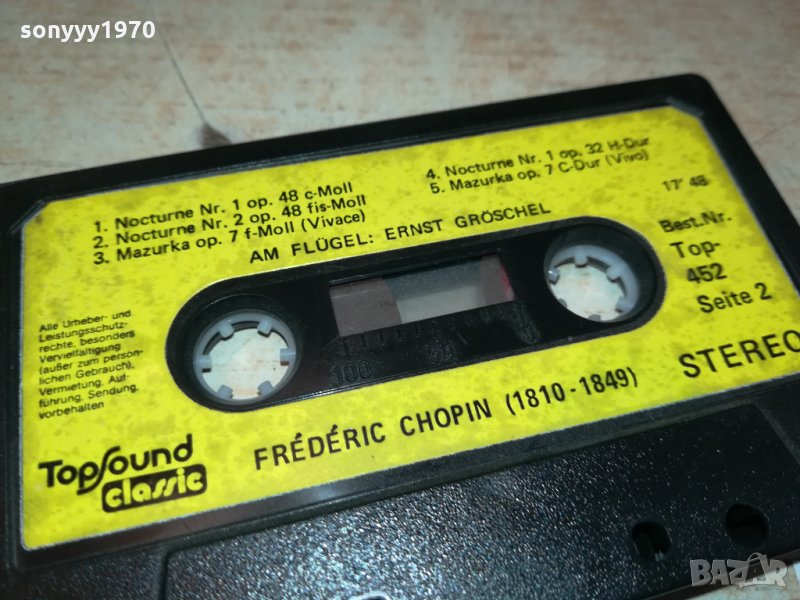 sonyyy1970
1. Nocturne Nr. 1 op. 48 c-Moll
2. Nocturne Nr. 2 op. 48 fis-Moll
3. Mazurka op. 7 f-Moll (Vivace)
4. Nocturne Nr. 1 op. 32 H-Dur
5. Mazurka op. 7 C-Dur (Vivo)
17' 48
AM FLÜGEL: ERNST GRÖSCHEL
Best.Nr.
Top-
452
Seite 2
Alle Urheber- und
Leistungsschutz-
rechte, besonders
Vervielfältigung
(außer zum persön-
lichen Gebrauch),
Vermietung, Auf-
führung, Sendung,
vorbehalten
100 50 0
STEREO
FRÉDÉRIC CHOPIN (1810-1849)
TopSound
classic
BAZAR